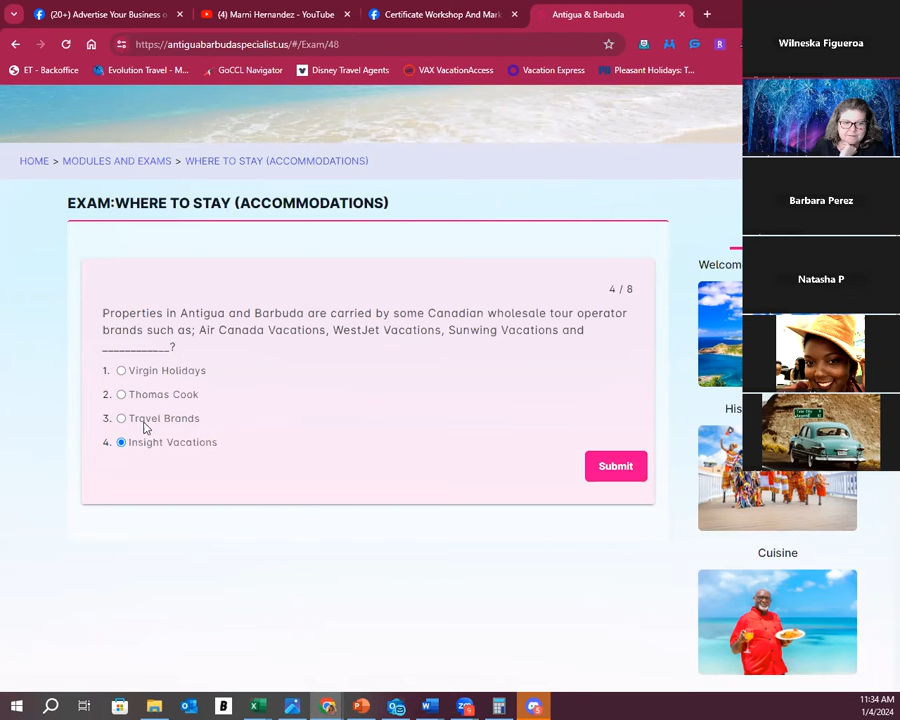 (20+) Advertise Your Business o
(4) Marni Hernandez - YouTube
Certificate Workshop And Mark
Antigua & Barbuda
https://antiguabarbudaspecialist.us/#/Exam/48
ET - Backoffice
Evolution Travel - M...
GoCCL Navigator
Disney Travel Agents
VAX VacationAccess
Vacation Express
Pleasant Holidays: T...
Wilneska Figueroa
Barbara Perez
Natasha P
HOME > MODULES AND EXAMS > WHERE TO STAY (ACCOMMODATIONS)
EXAM:WHERE TO STAY (ACCOMMODATIONS)
4 / 8
Properties in Antigua and Barbuda are carried by some Canadian wholesale tour operator
brands such as; Air Canada Vacations, WestJet Vacations, Sunwing Vacations and
____________?
1. Virgin Holidays
2. Thomas Cook
3. Travel Brands
4. Insight Vacations
Submit
Welcom
His
Cuisine
11:34 AM
1/4/2024